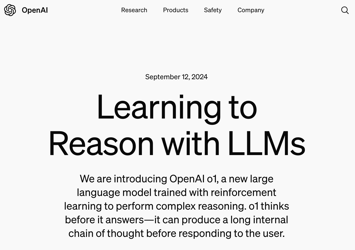 OpenAI
Research Products Safety Company
September 12, 2024
Learning to
Reason with LLMs
We are introducing OpenAI o1, a new large
language model trained with reinforcement
learning to perform complex reasoning. o1 thinks
before it answers—it can produce a long internal
chain of thought before responding to the user.